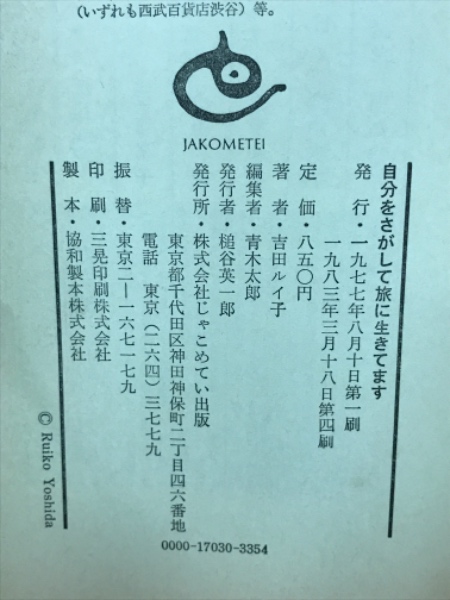 (いずれも西武百貨店渋谷)等。
JAKOMETEI
自分をさがして旅に生きてます
発行・一九七七年八月十日第一刷
一九八三年三月十八日第四刷
定価・八五〇円
著者・吉田ルイ子
編集者・青木太郎
発行者・槌谷英一郎
発行所・株式会社じゃこめてい出版
東京都千代田区神田神保町二丁目四六番地
電話 東京(二六四)三七七九
振替・東京二ー一六七一七九
印刷・三晃印刷株式会社
製本・協和製本株式会社
© Ruiko Yoshida
0000-17030-3354